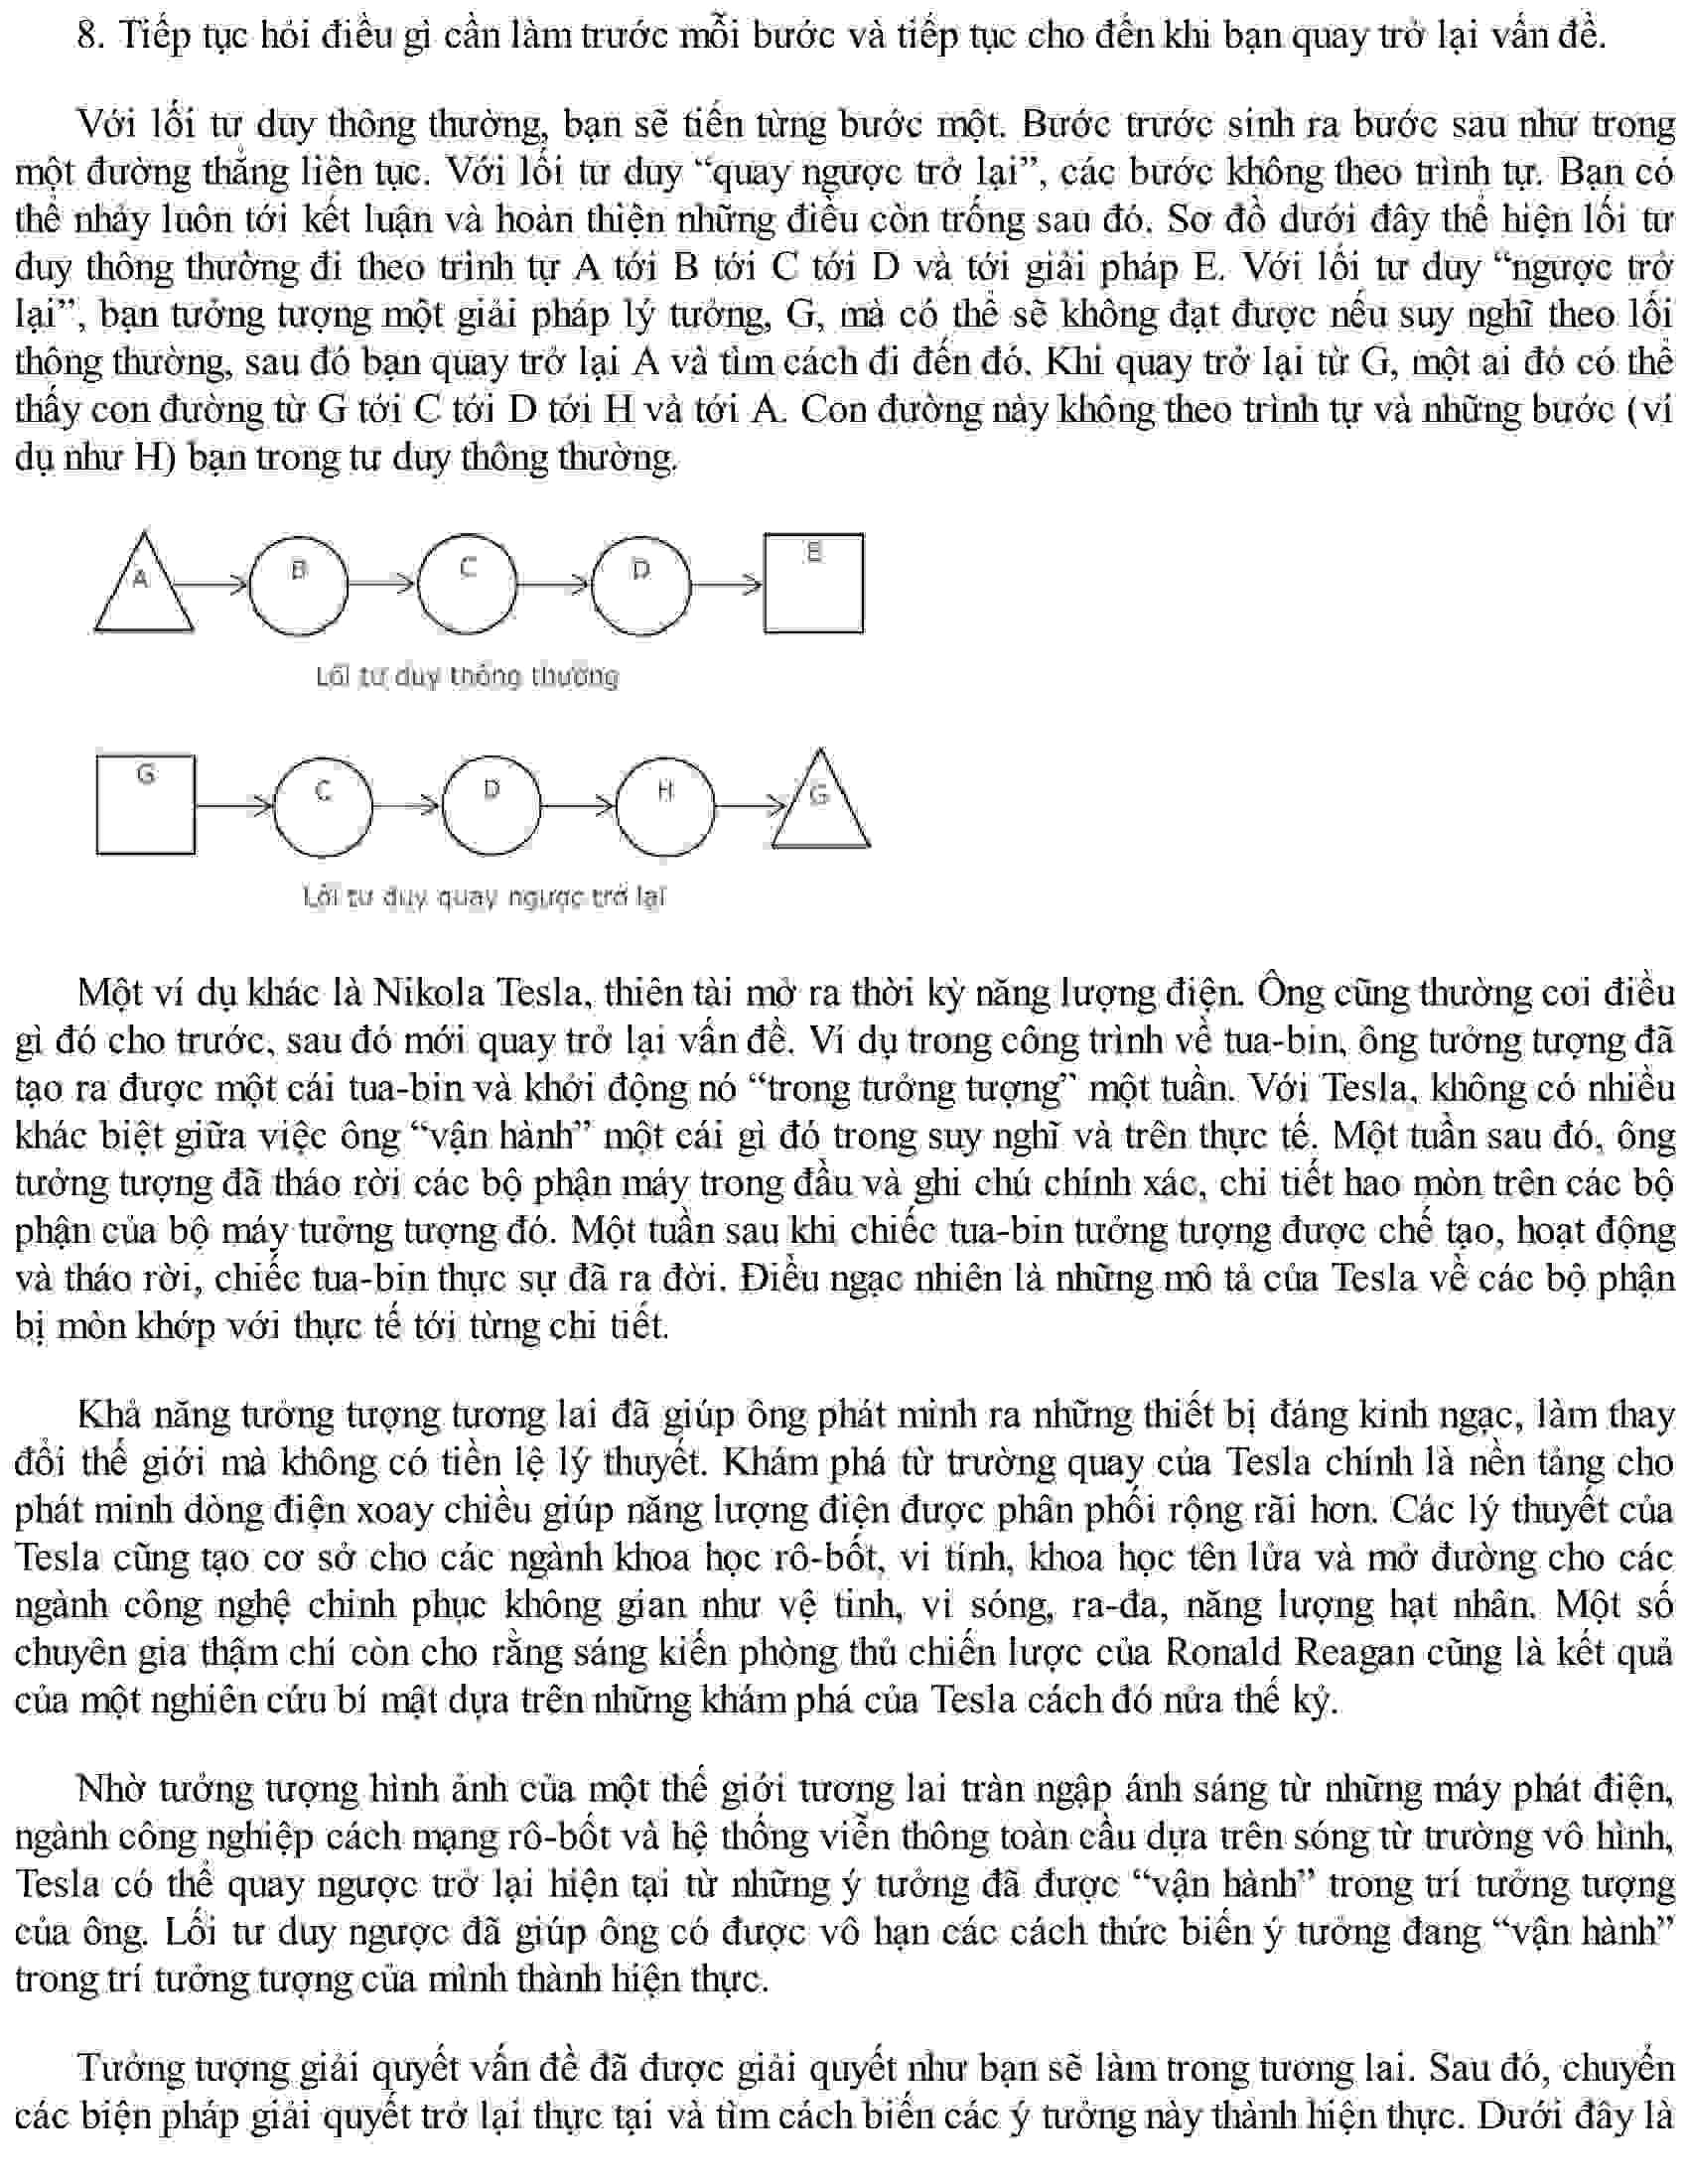 8. Tiếp tục hỏi điều gì cần làm trước mỗi bước và tiếp tục cho đến khi bạn quay trở lại vấn đề.
Với lối tư duy thông thường, bạn sẽ tiến từng bước một. Bước trước sinh ra bước sau như trong
một đường thẳng liên tục. Với lối tư duy “quay ngược trở lại”, các bước không theo trình tự. Bạn có
thể nhảy luôn tới kết luận và hoàn thiện những điều còn trống sau đó. Sơ đồ dưới đây thể hiện lối tư
duy thông thường đi theo trình tự A tới B tới C tới D và tới giải pháp E. Với lối tư duy “ngược trở
lại”, bạn tưởng tượng một giải pháp lý tưởng, G, mà có thể sẽ không đạt được nếu suy nghĩ theo lối
thông thường, sau đó bạn quay trở lại A và tìm cách đi đến đó. Khi quay trở lại từ G, một ai đó có thể
thấy con đường từ G tới C tới D tới H và tới A. Con đường này không theo trình tự và những bước (ví
dụ như H) bạn trong tư duy thông thường.
A B C D E
Lối tư duy thông thường
G C D H G
Lối tư duy quay ngược trở lại
Một ví dụ khác là Nikola Tesla, thiên tài mở ra thời kỳ năng lượng điện. Ông cũng thường coi điều
gì đó cho trước, sau đó mới quay trở lại vấn đề. Ví dụ trong công trình về tua-bin, ông tưởng tượng đã
tạo ra được một cái tua-bin và khởi động nó “trong tưởng tượng” một tuần. Với Tesla, không có nhiều
khác biệt giữa việc ông “vận hành” một cái gì đó trong suy nghĩ và trên thực tế. Một tuần sau đó, ông
tưởng tượng đã tháo rời các bộ phận máy trong đầu và ghi chú chính xác, chi tiết hao mòn trên các bộ
phận của bộ máy tưởng tượng đó. Một tuần sau khi chiếc tua-bin tưởng tượng được chế tạo, hoạt động
và tháo rời, chiếc tua-bin thực sự đã ra đời. Điều ngạc nhiên là những mô tả của Tesla về các bộ phận
bị mòn khớp với thực tế tới từng chi tiết.
Khả năng tưởng tượng tương lai đã giúp ông phát minh ra những thiết bị đáng kinh ngạc, làm thay
đổi thế giới mà không có tiền lệ lý thuyết. Khám phá từ trường quay của Tesla chính là nền tảng cho
phát minh dòng điện xoay chiều giúp năng lượng điện được phân phối rộng rãi hơn. Các lý thuyết của
Tesla cũng tạo cơ sở cho các ngành khoa học rô-bốt, vi tính, khoa học tên lửa và mở đường cho các
ngành công nghệ chinh phục không gian như vệ tinh, vi sóng, ra-đa, năng lượng hạt nhân. Một số
chuyên gia thậm chí còn cho rằng sáng kiến phòng thủ chiến lược của Ronald Reagan cũng là kết quả
của một nghiên cứu bí mật dựa trên những khám phá của Tesla cách đó nửa thế kỷ.
Nhờ tưởng tượng hình ảnh của một thế giới tương lai tràn ngập ánh sáng từ những máy phát điện,
ngành công nghiệp cách mạng rô-bốt và hệ thống viễn thông toàn cầu dựa trên sóng từ trường vô hình,
Tesla có thể quay ngược trở lại hiện tại từ những ý tưởng đã được “vận hành” trong trí tưởng tượng
của ông. Lối tư duy ngược đã giúp ông có được vô hạn các cách thức biến ý tưởng đang “vận hành”
trong trí tưởng tượng của mình thành hiện thực.
Tưởng tượng giải quyết vấn đề đã được giải quyết như bạn sẽ làm trong tương lai. Sau đó, chuyển
các biện pháp giải quyết trở lại thực tại và tìm cách biến các ý tưởng này thành hiện thực. Dưới đây là